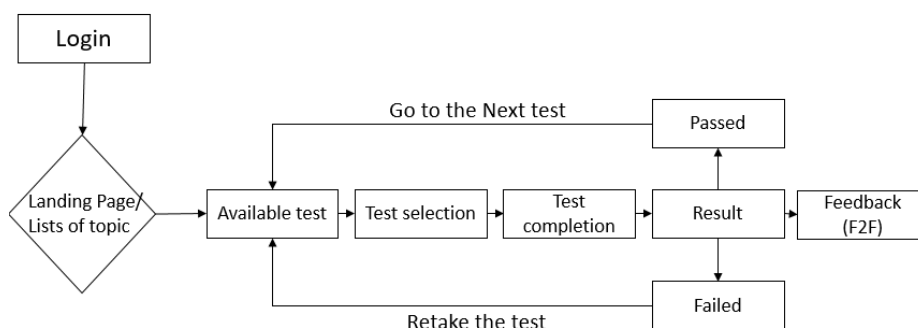 Login
Go to the Next test
Passed
Landing Page/
Lists of topic
Available test
Test selection
Test
completion
Result
Feedback
(F2F)
Failed
Retake the test